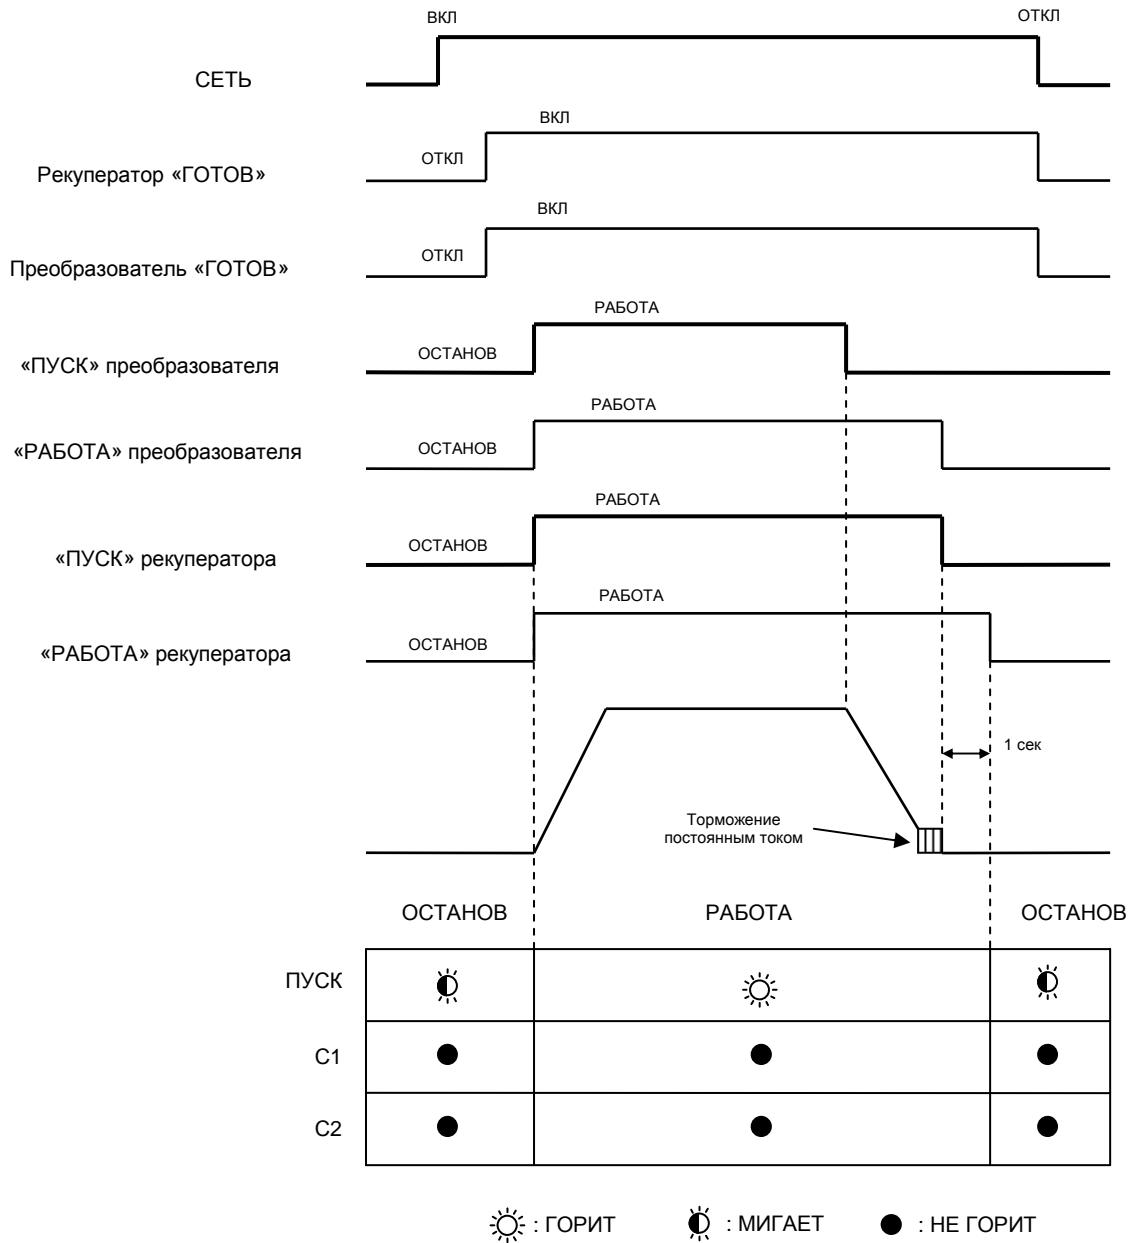 ВКЛ
ОТКЛ
СЕТЬ
ВКЛ
ОТКЛ
Рекуператор «ГОТОВ»
ВКЛ
ОТКЛ
Преобразователь «ГОТОВ»
РАБОТА
ОСТАНОВ
«ПУСК» преобразователя
РАБОТА
ОСТАНОВ
«РАБОТА» преобразователя
РАБОТА
ОСТАНОВ
«ПУСК» рекуператора
РАБОТА
ОСТАНОВ
«РАБОТА» рекуператора
1 сек
Торможение
постоянным током
ОСТАНОВ РАБОТА ОСТАНОВ
ПУСК
С1
С2
: ГОРИТ : МИГАЕТ : НЕ ГОРИТ